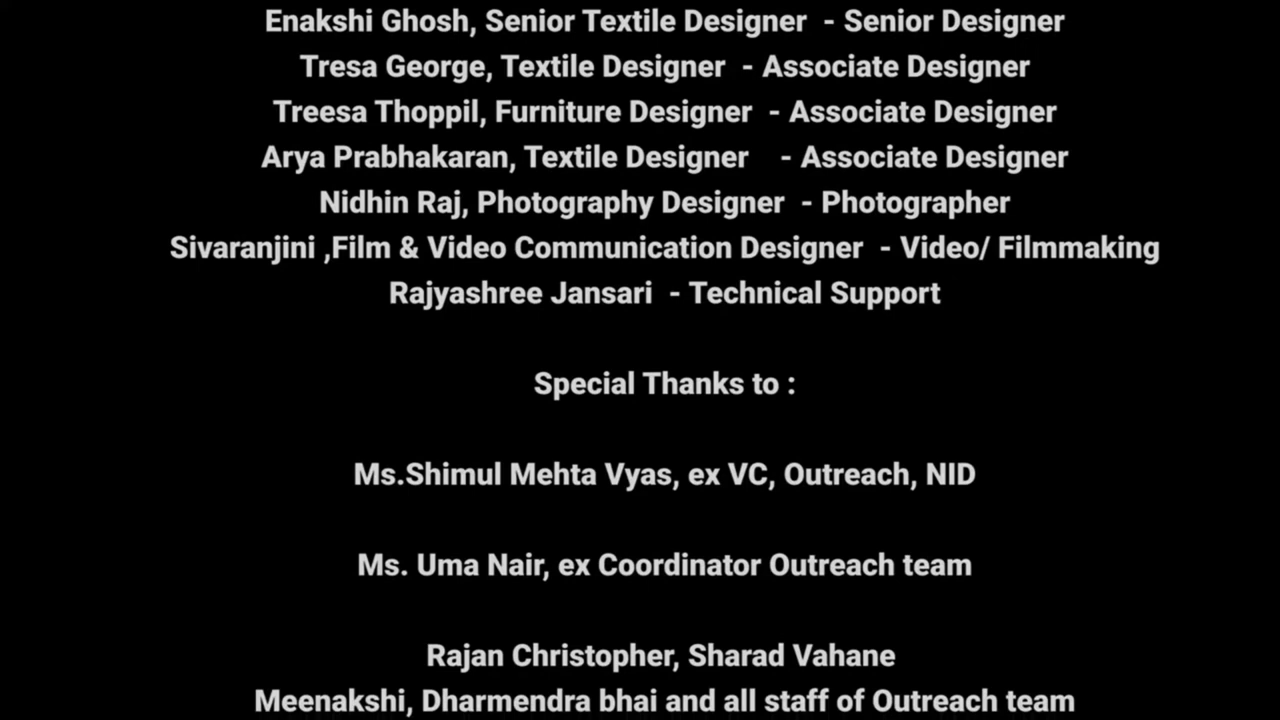 Enakshi Ghosh, Senior Textile Designer - Senior Designer
Tresa George, Textile Designer - Associate Designer
Treesa Thoppil, Furniture Designer - Associate Designer
Arya Prabhakaran, Textile Designer - Associate Designer
Nidhin Raj, Photography Designer - Photographer
Sivaranjini ,Film & Video Communication Designer - Video/ Filmmaking
Rajyashree Jansari - Technical Support
Special Thanks to :
Ms.Shimul Mehta Vyas, ex VC, Outreach, NID
Ms. Uma Nair, ex Coordinator Outreach team
Rajan Christopher, Sharad Vahane
Meenakshi, Dharmendra bhai and all staff of Outreach team